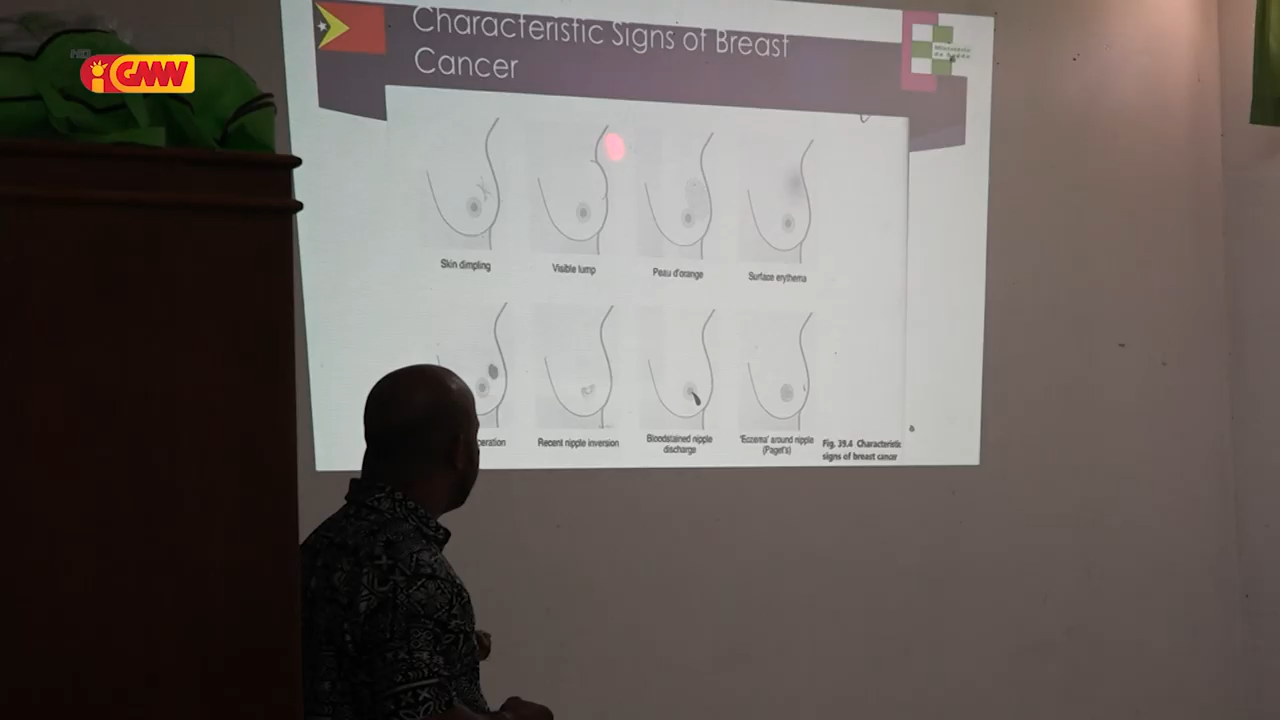 GMN
Characteristic Signs of Breast
Cancer
Skin dimpling
Visible lump
Peau d'orange
Surface erythema
Recent nipple inversion
Bloodstained nipple
discharge
'Eczema' around nipple
(Paget's)
Fig. 39.4 Characteristic
signs of breast cancer